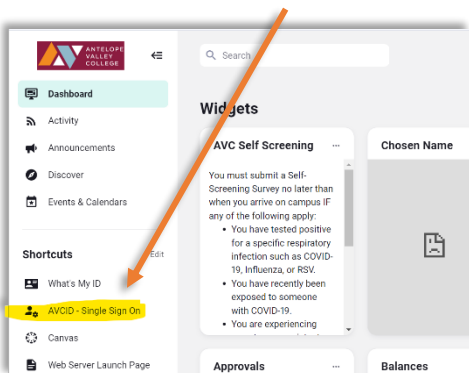 ANTELOPE
VALLEY
COLLEGE
Search
Dashboard
Activity
Announcements
Discover
Events & Calendars
Shortcuts
Edit
What's My ID
AVCID - Single Sign On
Canvas
Web Server Launch Page
Widgets
AVC Self Screening ...
You must submit a Self-
Screening Survey no later than
when you arrive on campus IF
any of the following apply:
• You have tested positive
for a specific respiratory
infection such as COVID-
19, Influenza, or RSV.
• You have recently been
exposed to someone
with COVID-19.
• You are experiencing
Chosen Name
Approvals ...
Balances